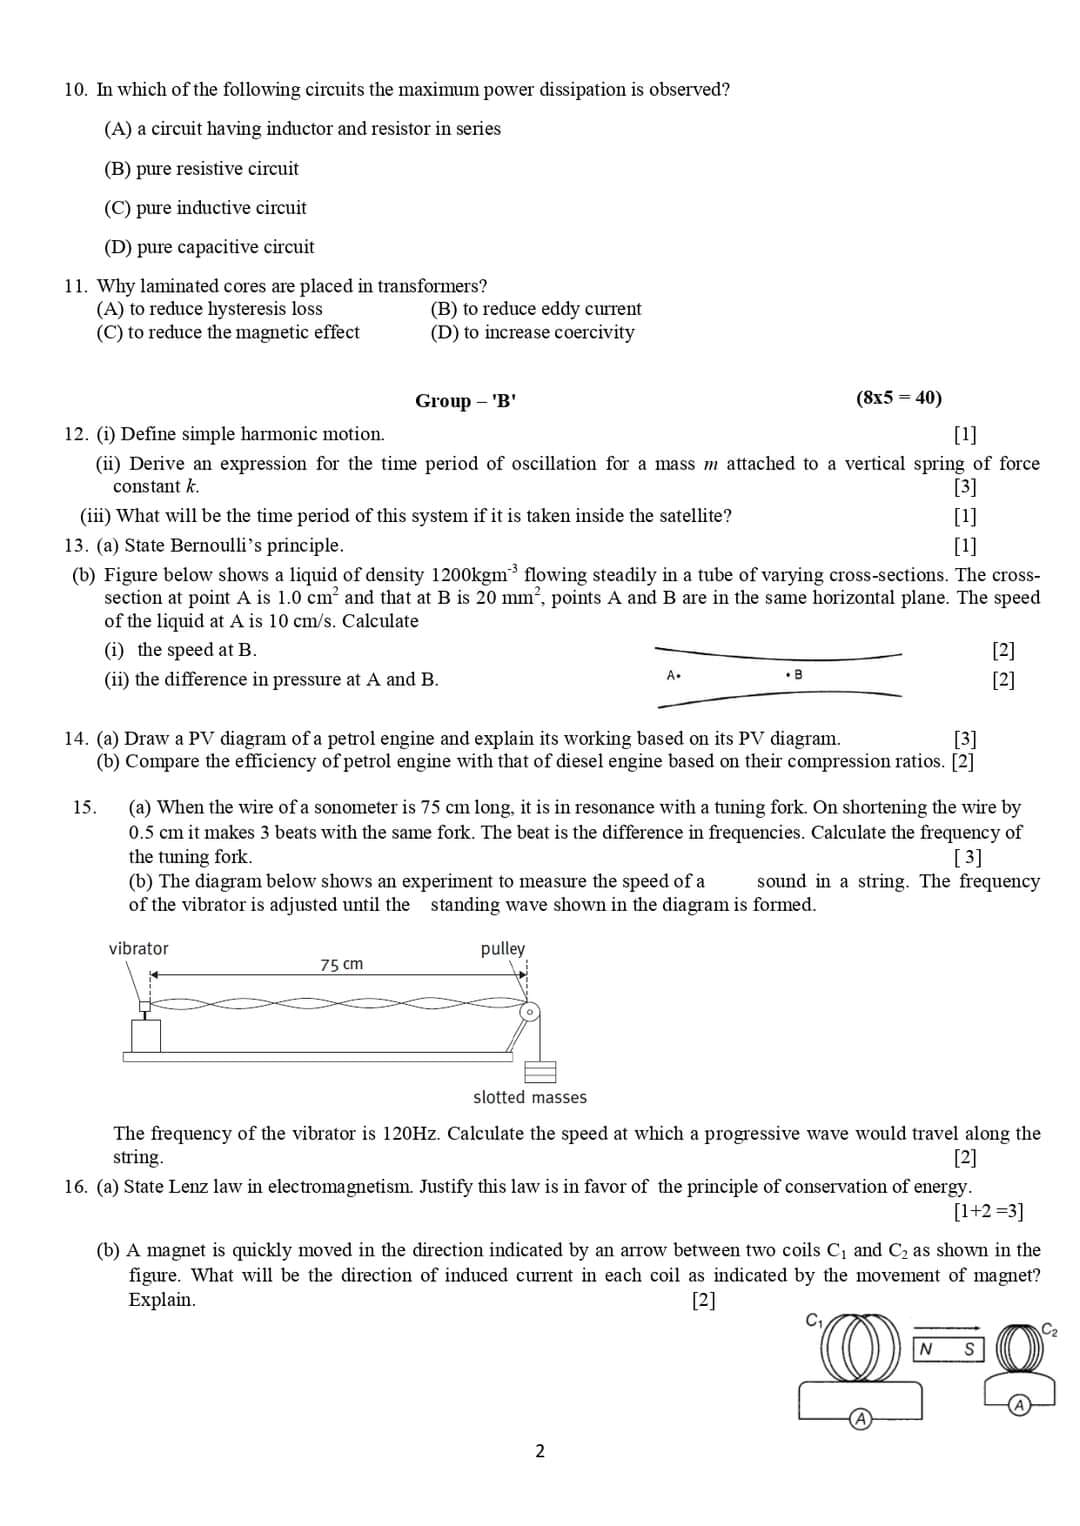 10. In which of the following circuits the maximum power dissipation is observed?
(A) a circuit having inductor and resistor in series
(B) pure resistive circuit
(C) pure inductive circuit
(D) pure capacitive circuit
11. Why laminated cores are placed in transformers?
(A) to reduce hysteresis loss (B) to reduce eddy current
(C) to reduce the magnetic effect (D) to increase coercivity
Group – 'B' (8x5 = 40)
12. (i) Define simple harmonic motion. [1]
(ii) Derive an expression for the time period of oscillation for a mass m attached to a vertical spring of force
constant k. [3]
(iii) What will be the time period of this system if it is taken inside the satellite? [1]
13. (a) State Bernoulli’s principle. [1]
(b) Figure below shows a liquid of density 1200kgm⁻³ flowing steadily in a tube of varying cross-sections. The cross-
section at point A is 1.0 cm² and that at B is 20 mm², points A and B are in the same horizontal plane. The speed
of the liquid at A is 10 cm/s. Calculate
(i) the speed at B. [2]
(ii) the difference in pressure at A and B. [2]
A• • B
14. (a) Draw a PV diagram of a petrol engine and explain its working based on its PV diagram. [3]
(b) Compare the efficiency of petrol engine with that of diesel engine based on their compression ratios. [2]
15. (a) When the wire of a sonometer is 75 cm long, it is in resonance with a tuning fork. On shortening the wire by
0.5 cm it makes 3 beats with the same fork. The beat is the difference in frequencies. Calculate the frequency of
the tuning fork. [ 3]
(b) The diagram below shows an experiment to measure the speed of a sound in a string. The frequency
of the vibrator is adjusted until the standing wave shown in the diagram is formed.
vibrator pulley
75 cm
slotted masses
The frequency of the vibrator is 120Hz. Calculate the speed at which a progressive wave would travel along the
string. [2]
16. (a) State Lenz law in electromagnetism. Justify this law is in favor of the principle of conservation of energy.
[1+2 =3]
(b) A magnet is quickly moved in the direction indicated by an arrow between two coils C₁ and C₂ as shown in the
figure. What will be the direction of induced current in each coil as indicated by the movement of magnet?
Explain. [2]
C₁ C₂
N S
A A
2